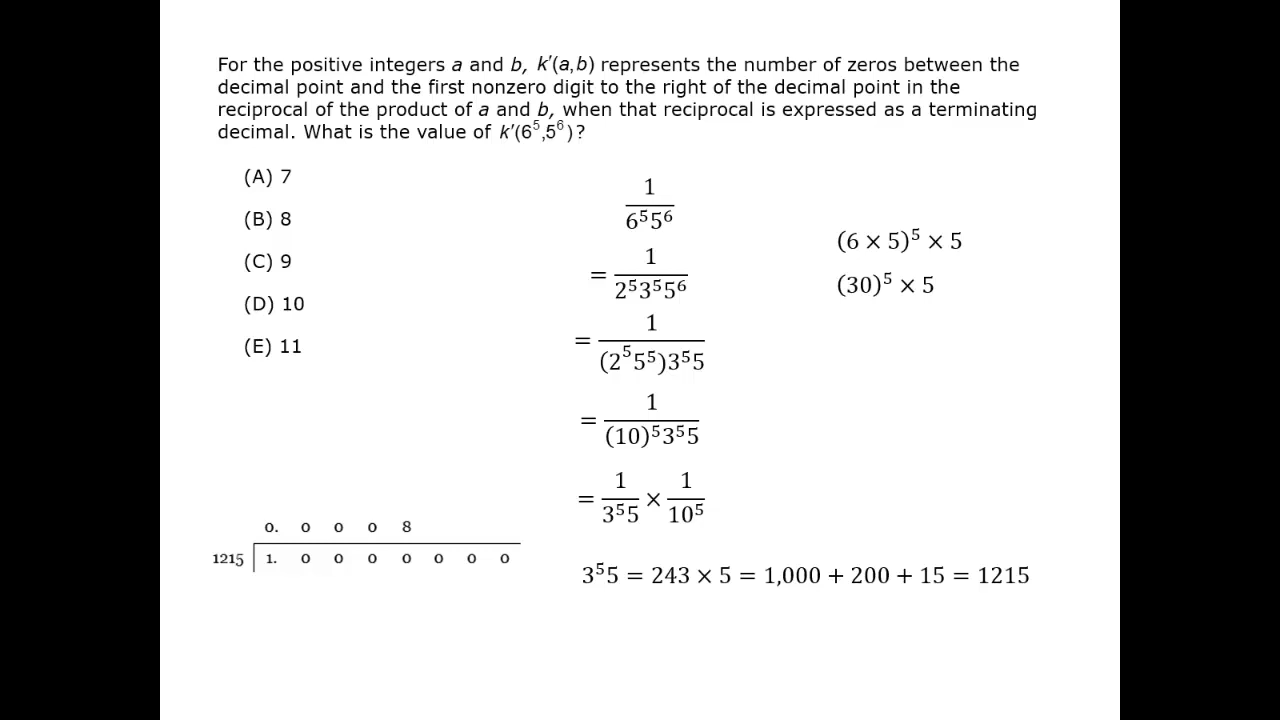 For the positive integers a and b, k′(a,b) represents the number of zeros between the
decimal point and the first nonzero digit to the right of the decimal point in the
reciprocal of the product of a and b, when that reciprocal is expressed as a terminating
decimal. What is the value of k′(6⁵,5⁶)?
(A) 7
(B) 8
(C) 9
(D) 10
(E) 11
1
6⁵5⁶
= 1
2⁵3⁵5⁶
= 1
(2⁵5⁵)3⁵5
= 1
(10)⁵3⁵5
= 1 × 1
3⁵5 10⁵
(6 × 5)⁵ × 5
(30)⁵ × 5
0. 0 0 0 8
1215 1. 0 0 0 0 0 0 0
3⁵5 = 243 × 5 = 1,000 + 200 + 15 = 1215